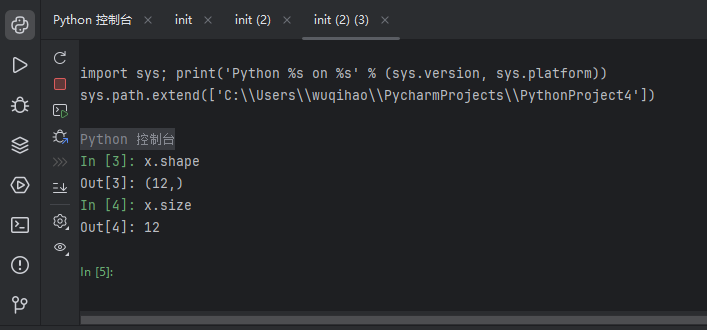 Python 控制台 × init × init (2) × init (2) (3) ×
import sys; print('Python %s on %s' % (sys.version, sys.platform))
sys.path.extend(['C:\\Users\\wuqihao\\PycharmProjects\\PythonProject4'])
Python 控制台
In [3]: x.shape
Out[3]: (12,)
In [4]: x.size
Out[4]: 12
In [5]: